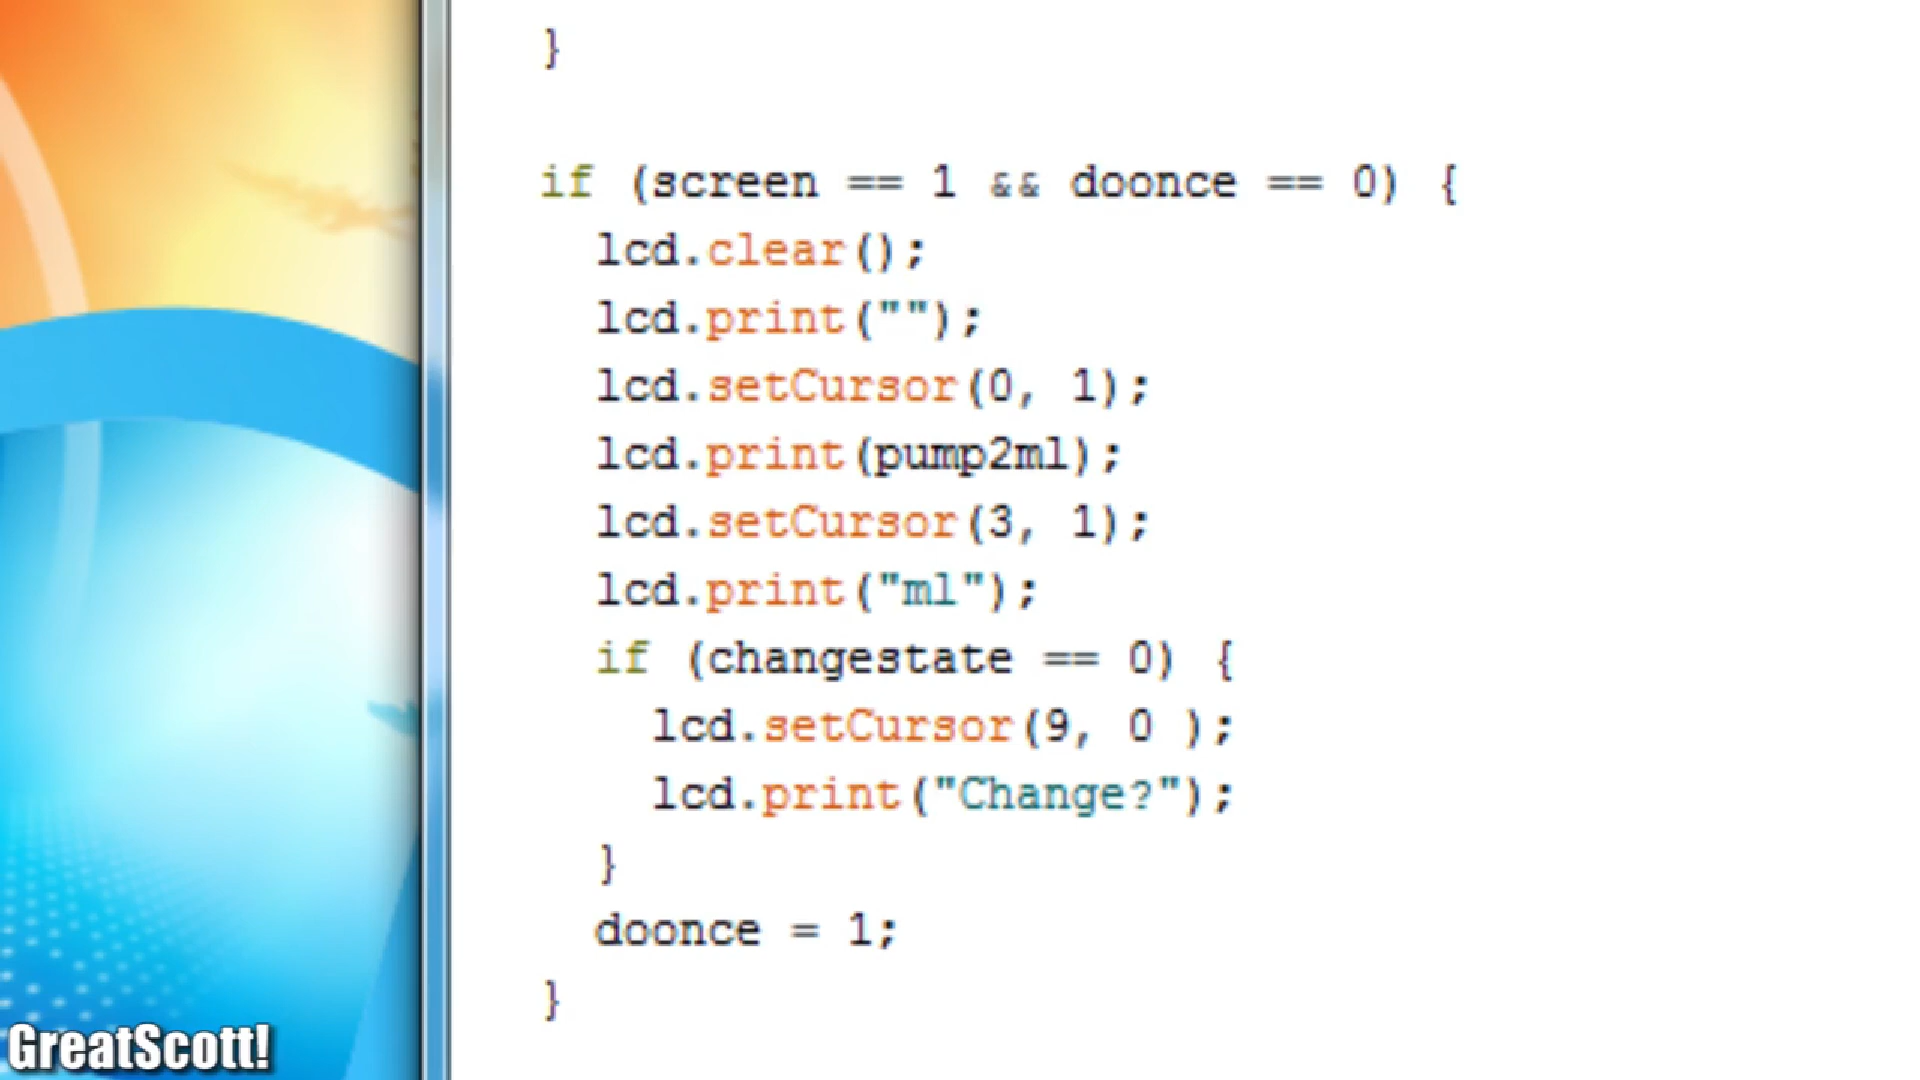 }
if (screen == 1 && doonce == 0) {
lcd.clear();
lcd.print("");
lcd.setCursor(0, 1);
lcd.print(pump2ml);
lcd.setCursor(3, 1);
lcd.print("ml");
if (changestate == 0) {
lcd.setCursor(9, 0 );
lcd.print("Change?");
}
doonce = 1;
}
GreatScott!